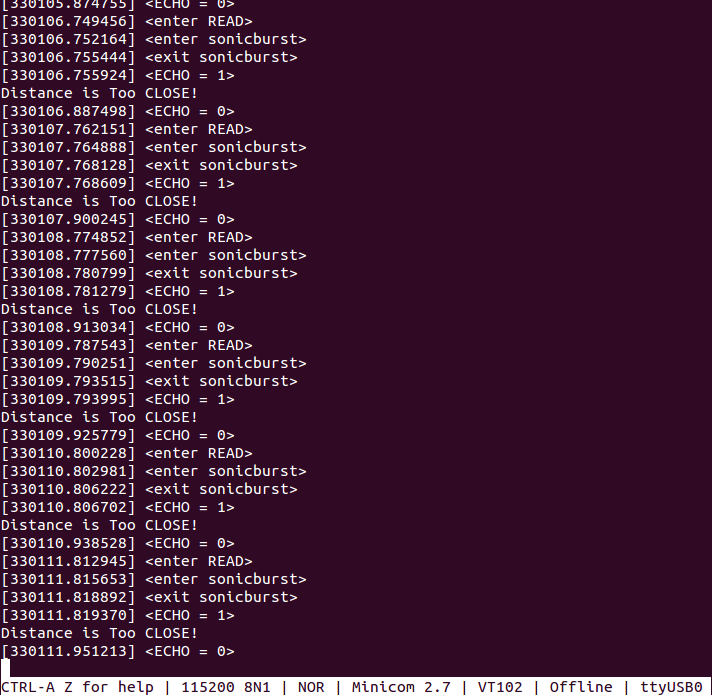 [330105.874755] <ECHO = 0>
[330106.749456] <enter READ>
[330106.752164] <enter sonicburst>
[330106.755444] <exit sonicburst>
[330106.755924] <ECHO = 1>
Distance is Too CLOSE!
[330106.887498] <ECHO = 0>
[330107.762151] <enter READ>
[330107.764888] <enter sonicburst>
[330107.768128] <exit sonicburst>
[330107.768609] <ECHO = 1>
Distance is Too CLOSE!
[330107.900245] <ECHO = 0>
[330108.774852] <enter READ>
[330108.777560] <enter sonicburst>
[330108.780799] <exit sonicburst>
[330108.781279] <ECHO = 1>
Distance is Too CLOSE!
[330108.913034] <ECHO = 0>
[330109.787543] <enter READ>
[330109.790251] <enter sonicburst>
[330109.793515] <exit sonicburst>
[330109.793995] <ECHO = 1>
Distance is Too CLOSE!
[330109.925779] <ECHO = 0>
[330110.800228] <enter READ>
[330110.802981] <enter sonicburst>
[330110.806222] <exit sonicburst>
[330110.806702] <ECHO = 1>
Distance is Too CLOSE!
[330110.938528] <ECHO = 0>
[330111.812945] <enter READ>
[330111.815653] <enter sonicburst>
[330111.818892] <exit sonicburst>
[330111.819370] <ECHO = 1>
Distance is Too CLOSE!
[330111.951213] <ECHO = 0>
CTRL-A Z for help | 115200 8N1 | NOR | Minicom 2.7 | VT102 | Offline | ttyUSB0